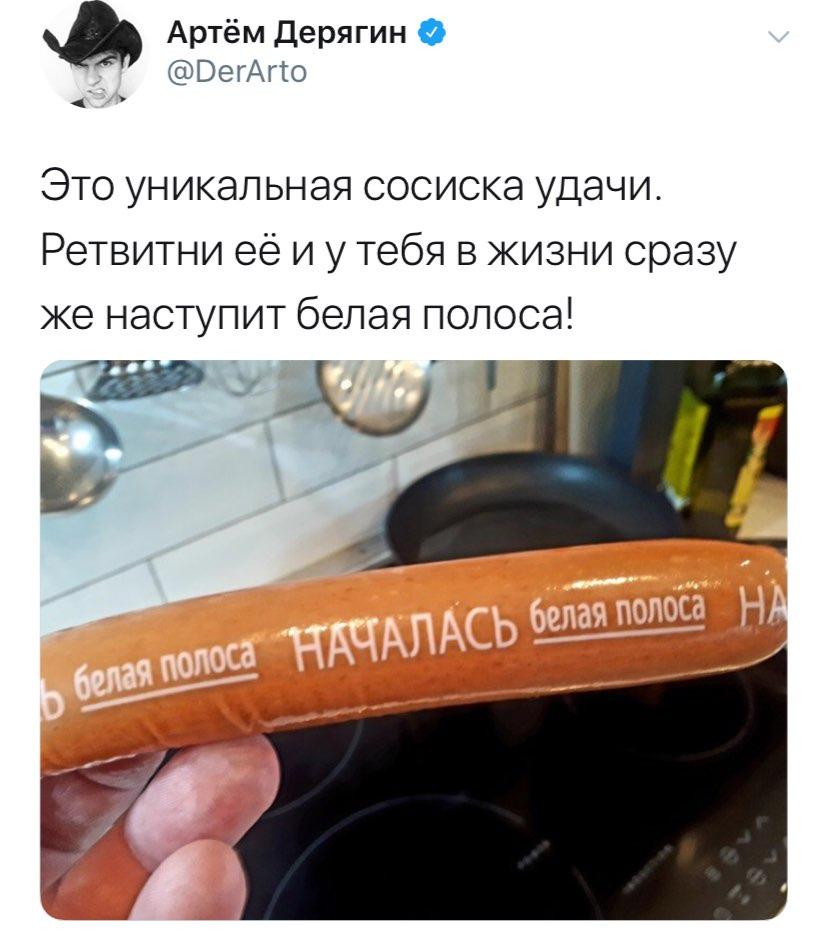 Артём Дерягин
@DerArto
Это уникальная сосиска удачи.
Ретвитни её и у тебя в жизни сразу
же наступит белая полоса!
Ь белая полоса НАЧАЛАСЬ белая полоса НА